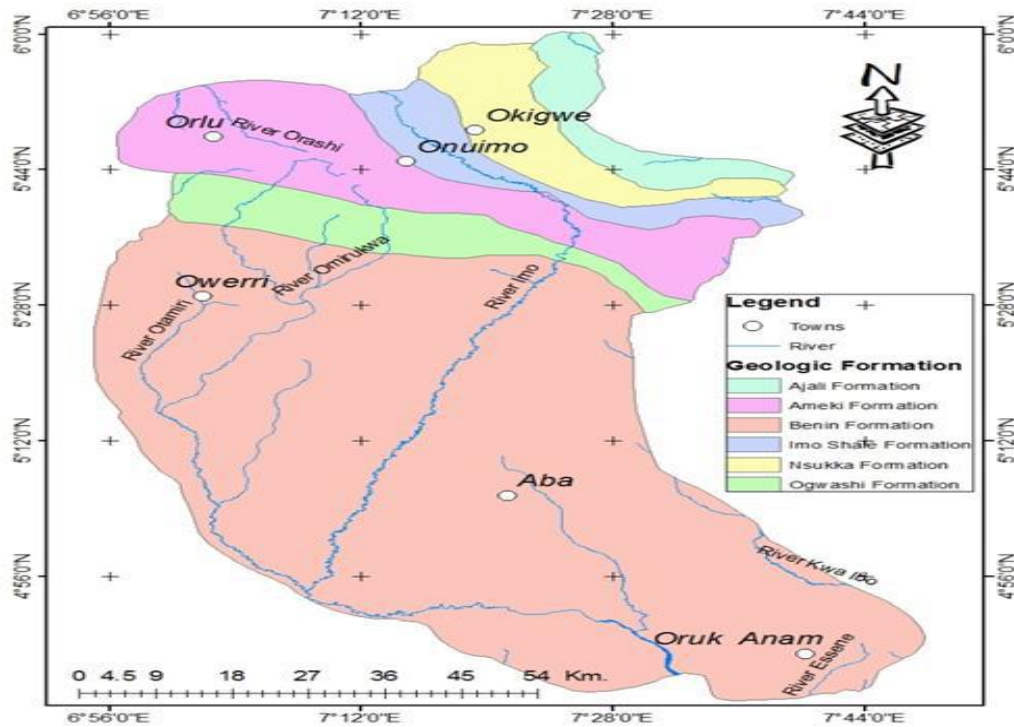 6°56'0"E 7°12'0"E 7°28'0"E 7°44'0"E
6°0'0"N 6°0'0"N
N
Okigwe
Orlu River Orashi
Onuimo
5°44'0"N 5°44'0"N
River Omirukwa
Owerri
River Imo
River Otamiri
5°28'0"N 5°28'0"N
Legend
Towns
River
Geologic Formation
Ajali Formation
Ameki Formation
Benin Formation
Imo Shale Formation
Nsukka Formation
Ogwashi Formation
5°12'0"N 5°12'0"N
Aba
River Kwa Ibo
4°56'0"N 4°56'0"N
Oruk Anam
River Essene
0 4.5 9 18 27 36 45 54 Km.
6°56'0"E 7°12'0"E 7°28'0"E 7°44'0"E